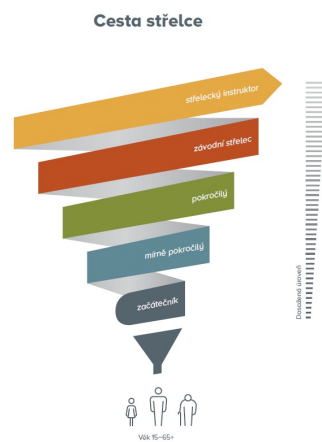 Cesta střelce
střelecký instruktor
závodní střelec
pokročilý
mírně pokročilý
začátečník
Dosažená úroveň
Věk 15–65+